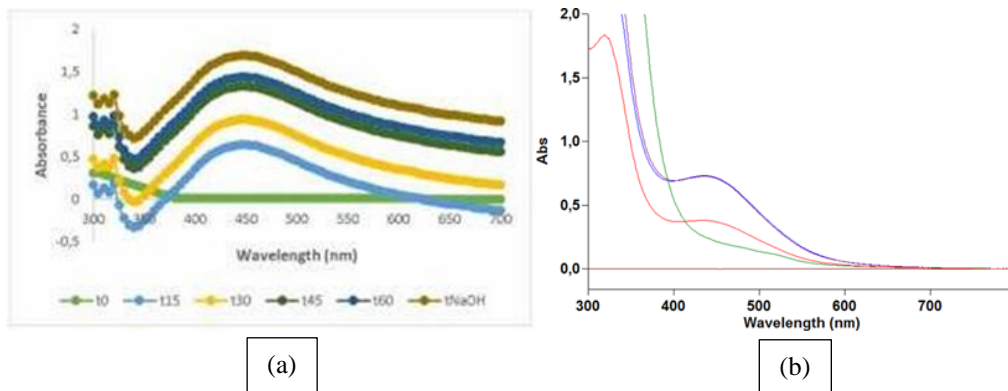 2
1,5
1
0,5
0
-0,5
Absorbance
300 350 400 450 500 550 600 650 700
Wavelength (nm)
t0 t15 t30 t45 t60 tNaOH
(a)
2,0
1,5
1,0
0,5
0,0
Abs
300 400 500 600 700
Wavelength (nm)
(b)